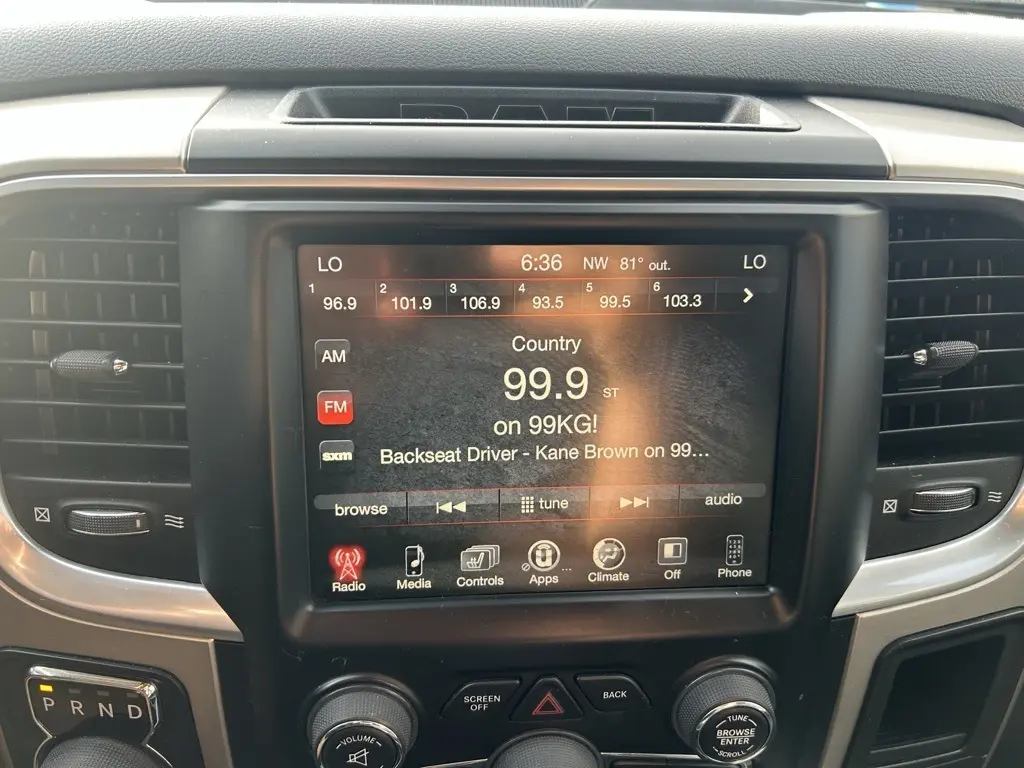 RAM
LO 6:36 NW 81° out. LO
1 96.9 2 101.9 3 106.9 4 93.5 5 99.5 6 103.3
AM
Country
99.9 ST
FM
on 99KG!
sxm
Backseat Driver - Kane Brown on 99...
browse tune audio
Radio Media Controls Apps ... Climate Off Phone
P R N D
VOLUME
SCREEN OFF
BACK
TUNE
BROWSE
ENTER
SCROLL